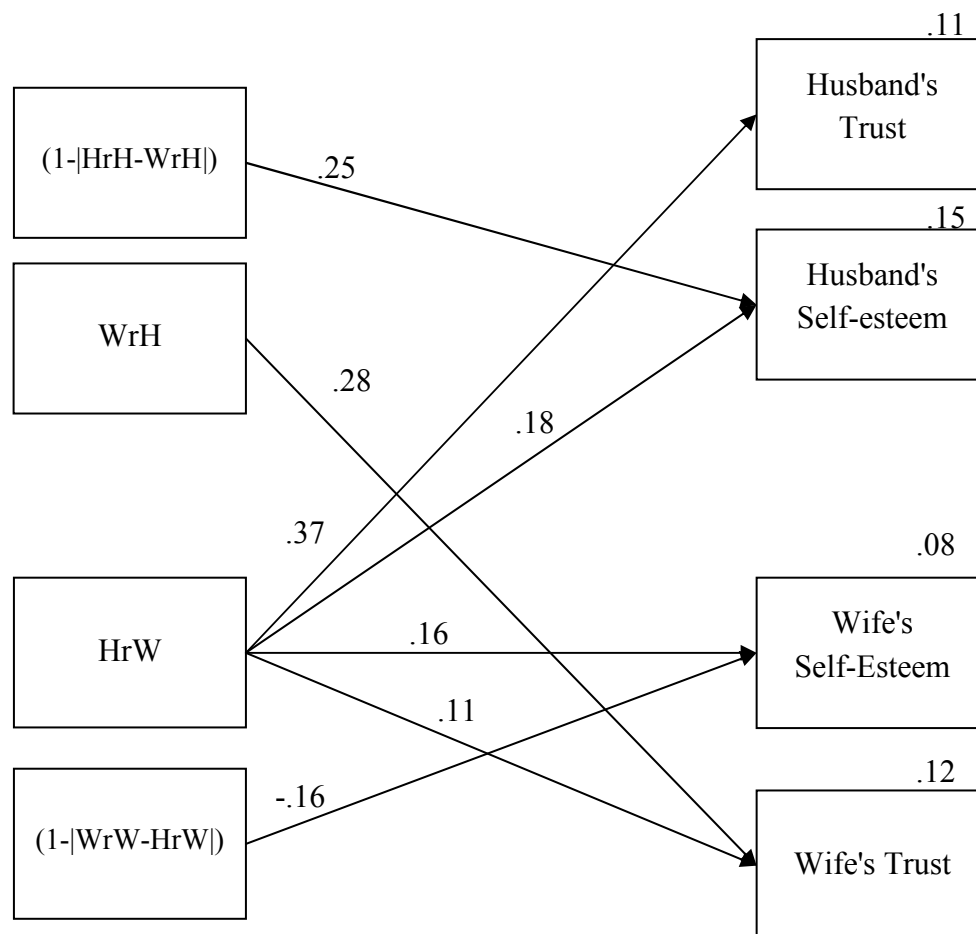 .11
Husband's
Trust
(1-|HrH-WrH|)
.25
.15
Husband's
Self-esteem
WrH
.28
.18
.37
.08
HrW
.16
Wife's
Self-Esteem
.11
.12
-.16
(1-|WrW-HrW|)
Wife's Trust